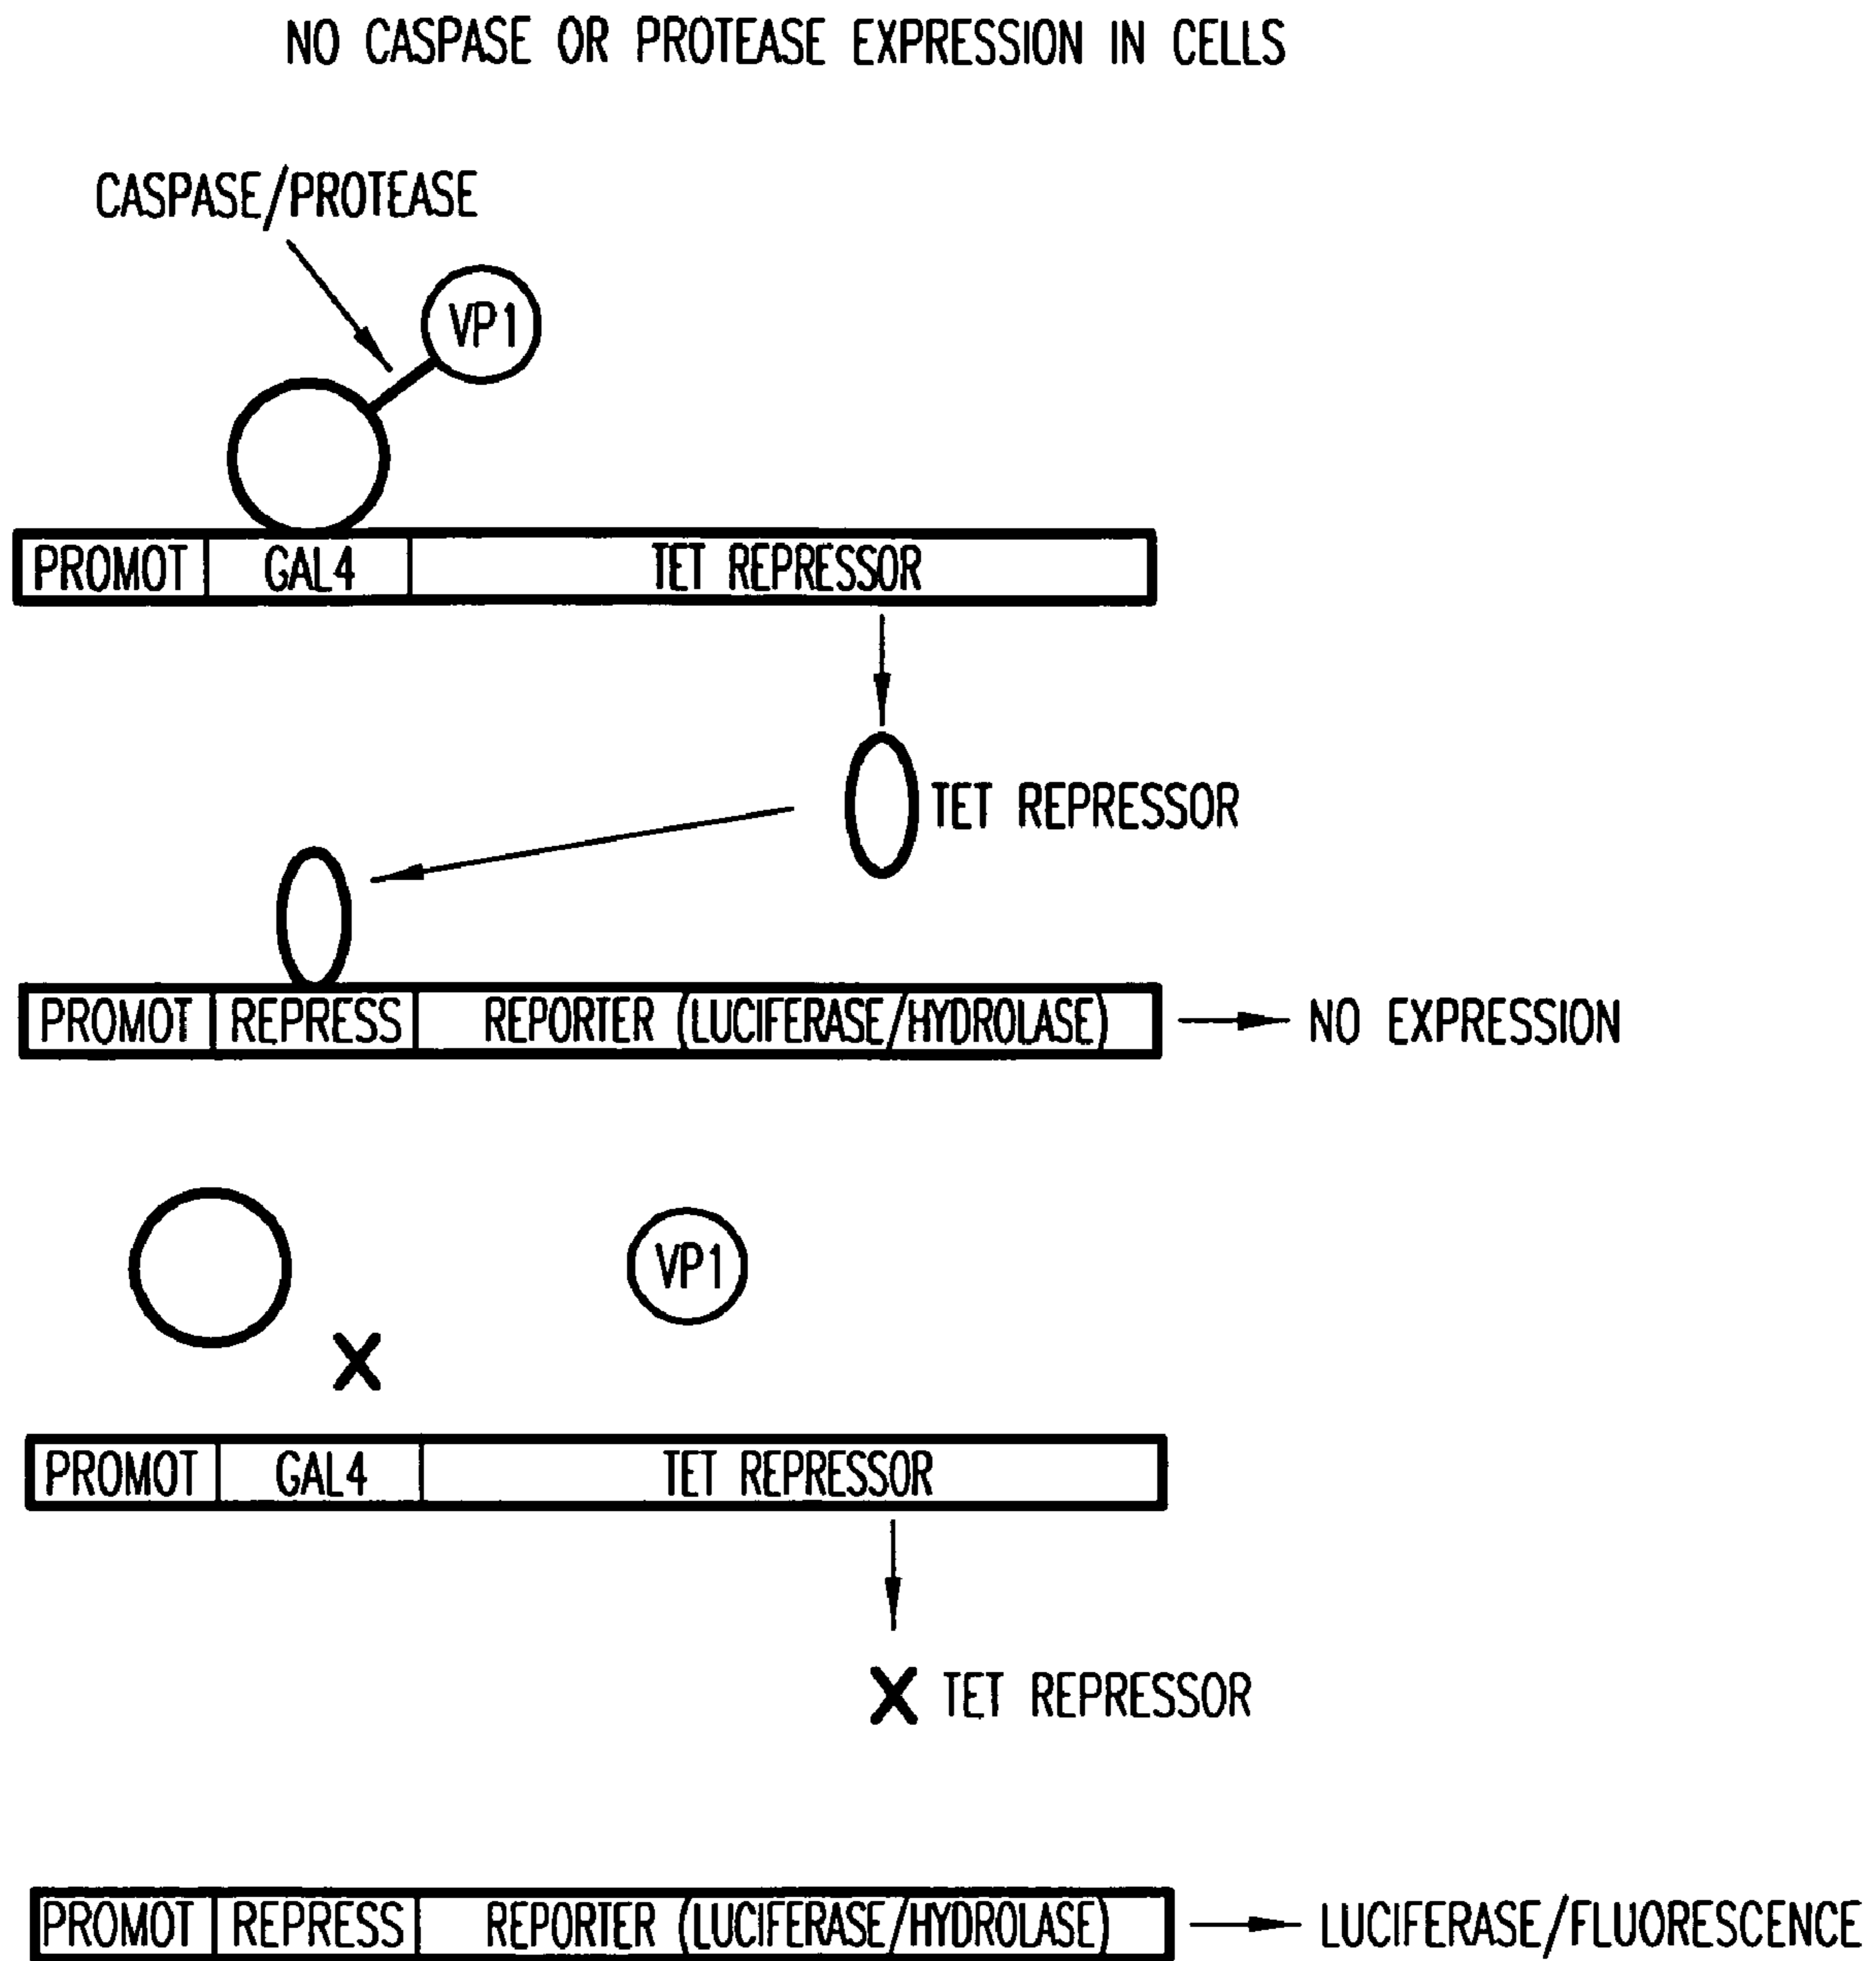 NO CASPASE OR PROTEASE EXPRESSION IN CELLS
CASPASE/PROTEASE
VP1
PROMOT GAL4 TET REPRESSOR
TET REPRESSOR
PROMOT REPRESS REPORTER (LUCIFERASE/HYDROLASE) NO EXPRESSION
VP1
X
PROMOT GAL4 TET REPRESSOR
X TET REPRESSOR
PROMOT REPRESS REPORTER (LUCIFERASE/HYDROLASE) LUCIFERASE/FLUORESCENCE